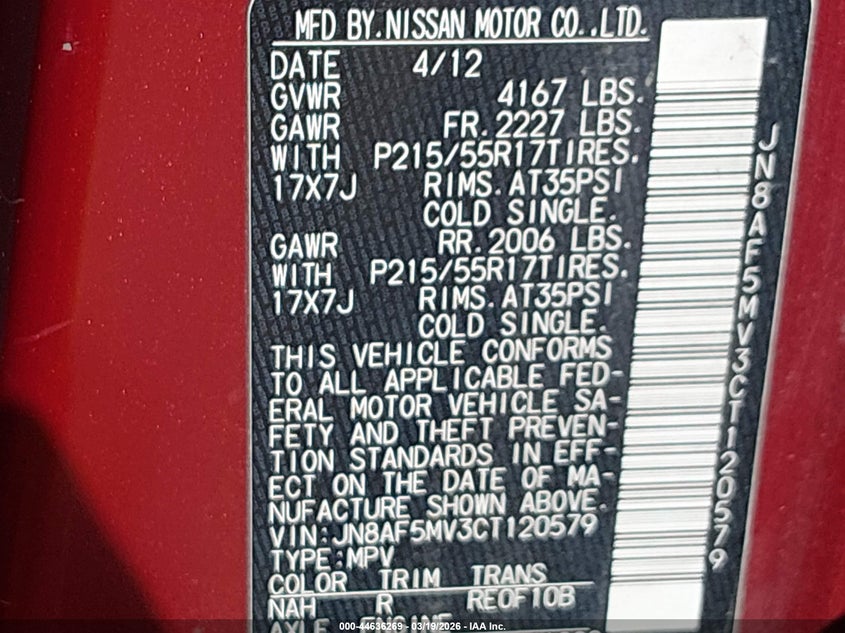 MFD BY.NISSAN MOTOR CO.,LTD.
DATE 4/12
GVWR 4167 LBS.
GAWR FR.2227 LBS.
WITH P215/55R17TIRES.
17X7J RIMS.AT35PSI
COLD SINGLE.
GAWR RR.2006 LBS.
WITH P215/55R17TIRES.
17X7J RIMS.AT35PSI
COLD SINGLE.
THIS VEHICLE CONFORMS
TO ALL APPLICABLE FED-
ERAL MOTOR VEHICLE SA-
FETY AND THEFT PREVEN-
TION STANDARDS IN EFF-
ECT ON THE DATE OF MA-
NUFACTURE SHOWN ABOVE.
VIN:JN8AF5MV3CT120579
TYPE:MPV
COLOR TRIM TRANS
NAH R RE0F10B
AXLE ENGINE
JN8AF5MV3CT120579
000-44636269 - 03/19/2026 - IAA Inc.